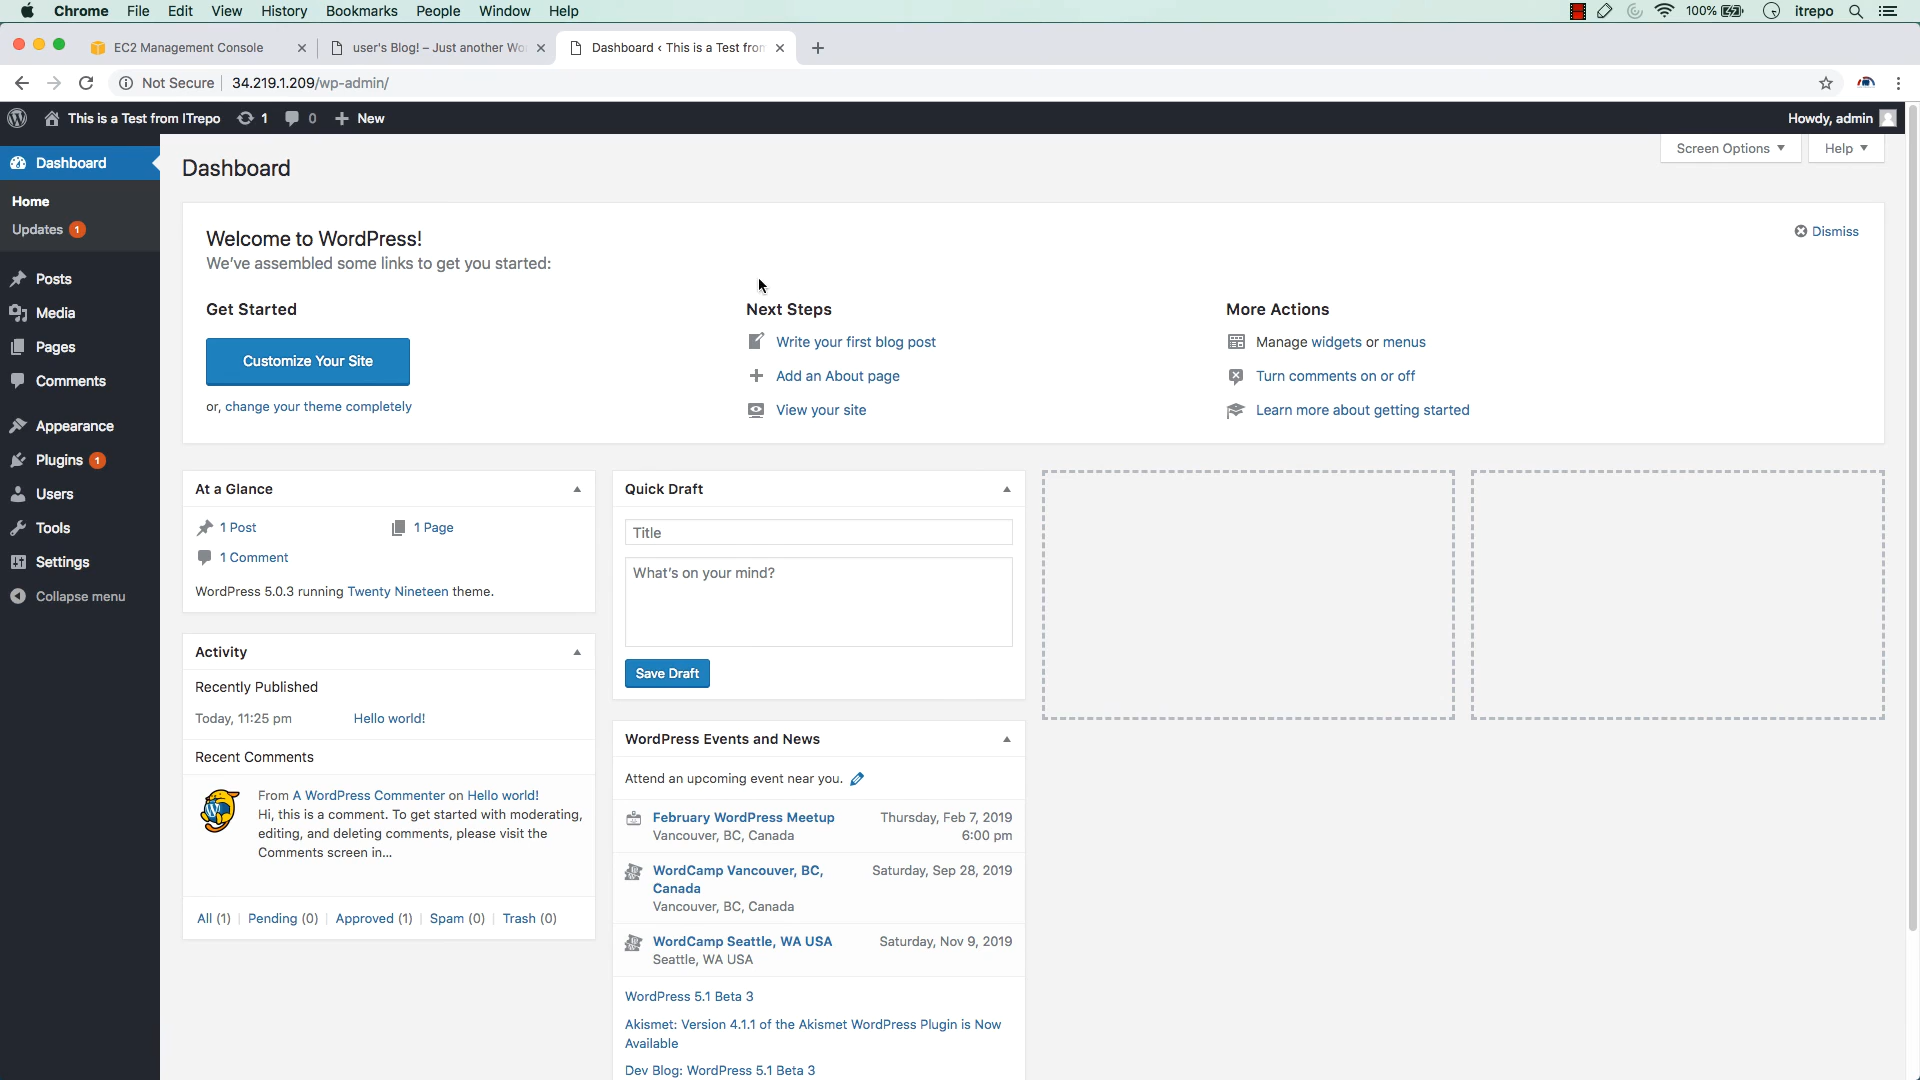 Chrome File Edit View History Bookmarks People Window Help 100% itrepo
EC2 Management Console user's Blog! – Just another Wo Dashboard ‹ This is a Test from
Not Secure 34.219.1.209/wp-admin/
This is a Test from ITrepo 1 0 New Howdy, admin
Dashboard
Home
Updates 1
Posts
Media
Pages
Comments
Appearance
Plugins 1
Users
Tools
Settings
Collapse menu
Screen Options Help
Dashboard
Welcome to WordPress! Dismiss
We've assembled some links to get you started:
Get Started
Customize Your Site
or, change your theme completely
Next Steps
Write your first blog post
Add an About page
View your site
More Actions
Manage widgets or menus
Turn comments on or off
Learn more about getting started
At a Glance
1 Post 1 Page
1 Comment
WordPress 5.0.3 running Twenty Nineteen theme.
Activity
Recently Published
Today, 11:25 pm Hello world!
Recent Comments
From A WordPress Commenter on Hello world!
Hi, this is a comment. To get started with moderating,
editing, and deleting comments, please visit the
Comments screen in...
All (1) | Pending (0) | Approved (1) | Spam (0) | Trash (0)
Quick Draft
Title
What's on your mind?
Save Draft
WordPress Events and News
Attend an upcoming event near you.
February WordPress Meetup Thursday, Feb 7, 2019
Vancouver, BC, Canada 6:00 pm
WordCamp Vancouver, BC, Saturday, Sep 28, 2019
Canada
Vancouver, BC, Canada
WordCamp Seattle, WA USA Saturday, Nov 9, 2019
Seattle, WA USA
WordPress 5.1 Beta 3
Akismet: Version 4.1.1 of the Akismet WordPress Plugin is Now
Available
Dev Blog: WordPress 5.1 Beta 3